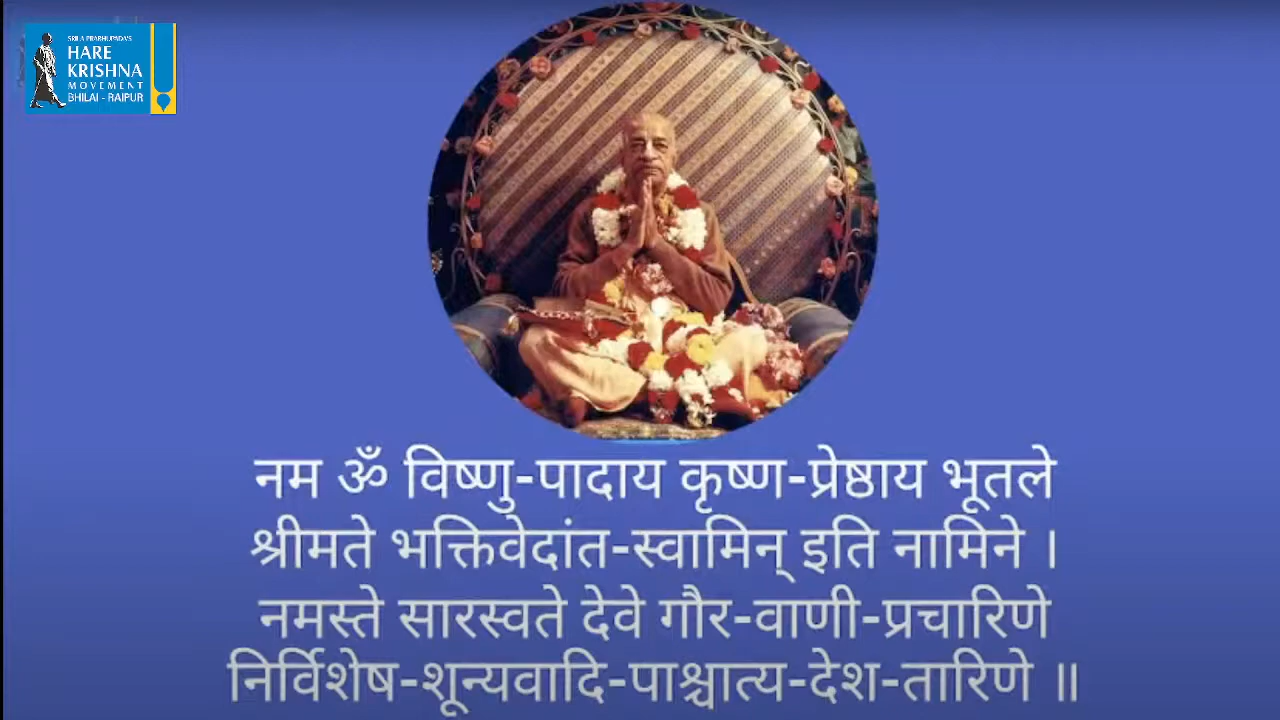 SRILA PRABHUPADA'S
HARE
KRISHNA
MOVEMENT
BHILAI - RAIPUR
नम ॐ विष्णु-पादाय कृष्ण-प्रेष्ठाय भूतले
श्रीमते भक्तिवेदांत-स्वामिन् इति नामिने ।
नमस्ते सारस्वते देवे गौर-वाणी-प्रचारिणे
निर्विशेष-शून्यवादि-पाश्चात्य-देश-तारिणे ॥